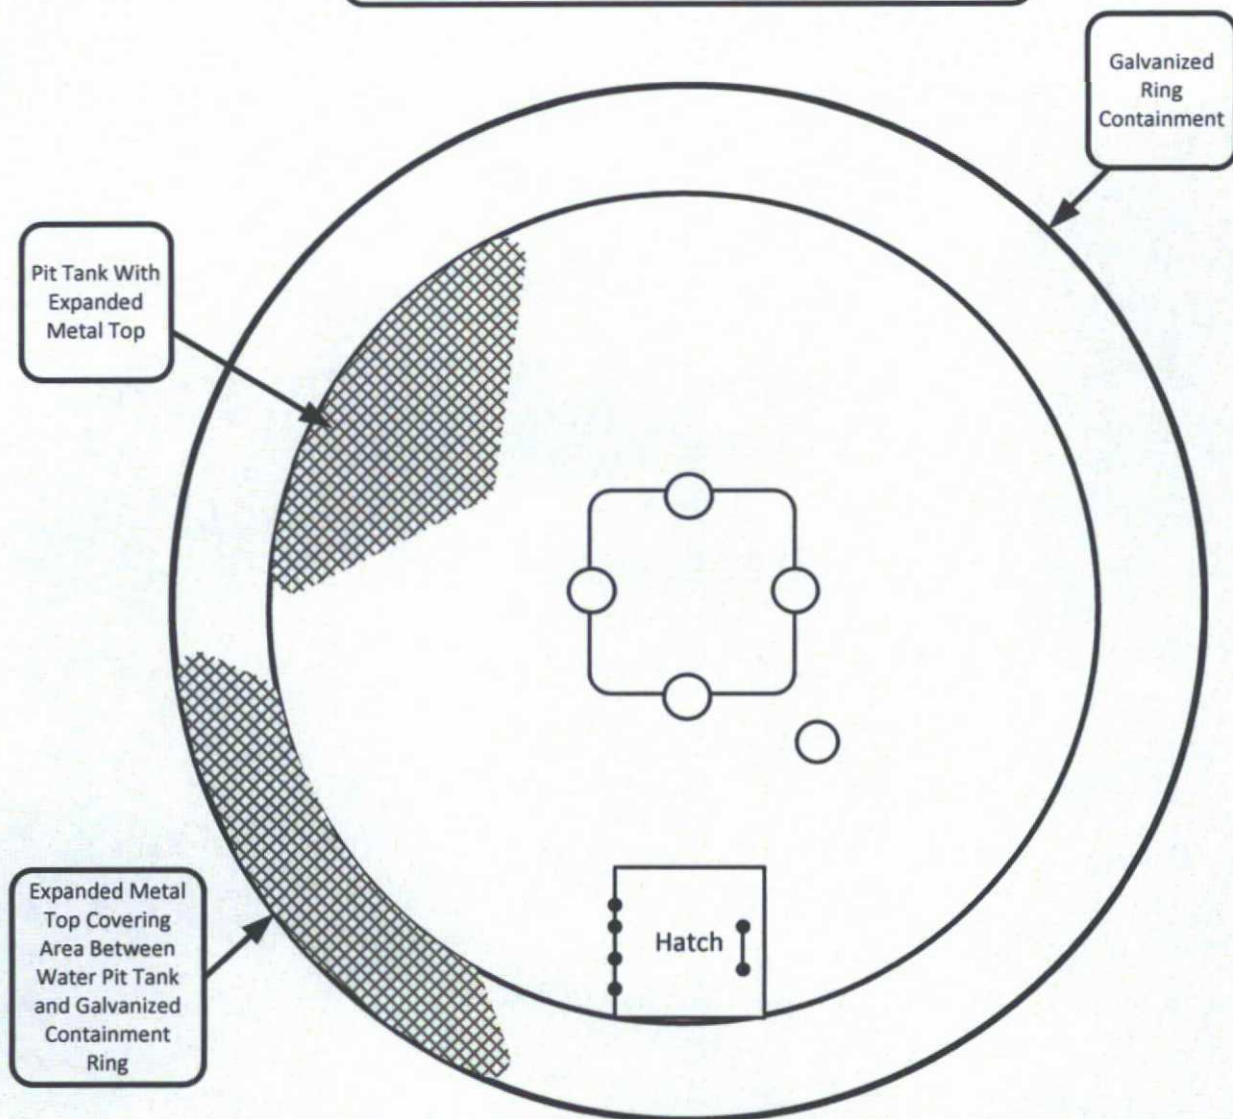 Galvanized
Ring
Containment
Pit Tank With
Expanded
Metal Top
Expanded Metal
Top Covering
Area Between
Water Pit Tank
and Galvanized
Containment
Ring
Hatch